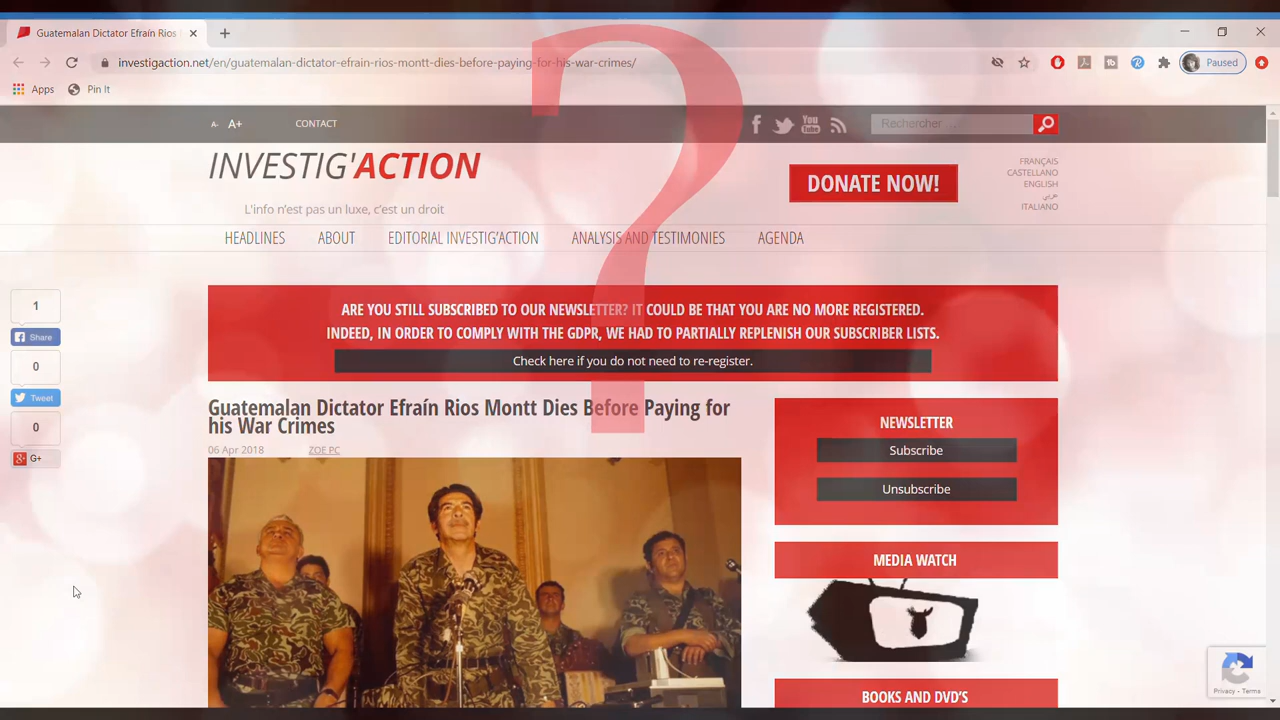 Guatemalan Dictator Efraín Rios
investigaction.net/en/guatemalan-dictator-efrain-rios-montt-dies-before-paying-for-his-war-crimes/
Paused
Apps
Pin It
A- A+
CONTACT
You
Tube
Rechercher ...
INVESTIG'ACTION
L'info n'est pas un luxe, c'est un droit
DONATE NOW!
FRANÇAIS
CASTELLANO
ENGLISH
عربي
ITALIANO
HEADLINES
ABOUT
EDITORIAL INVESTIG'ACTION
ANALYSIS AND TESTIMONIES
AGENDA
?
ARE YOU STILL SUBSCRIBED TO OUR NEWSLETTER? IT COULD BE THAT YOU ARE NO MORE REGISTERED.
INDEED, IN ORDER TO COMPLY WITH THE GDPR, WE HAD TO PARTIALLY REPLENISH OUR SUBSCRIBER LISTS.
Check here if you do not need to re-register.
1
Share
0
Tweet
0
G+
Guatemalan Dictator Efraín Rios Montt Dies Before Paying for
his War Crimes
06 Apr 2018
ZOE PC
NEWSLETTER
Subscribe
Unsubscribe
MEDIA WATCH
BOOKS AND DVD'S
Privacy - Terms